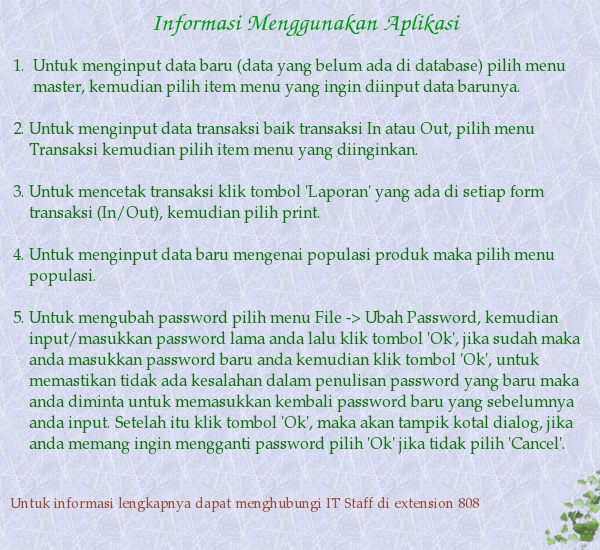 Informasi Menggunakan Aplikasi
1. Untuk menginput data baru (data yang belum ada di database) pilih menu
master, kemudian pilih item menu yang ingin diinput data barunya.
2. Untuk menginput data transaksi baik transaksi In atau Out, pilih menu
Transaksi kemudian pilih item menu yang diinginkan.
3. Untuk mencetak transaksi klik tombol 'Laporan' yang ada di setiap form
transaksi (In/Out), kemudian pilih print.
4. Untuk menginput data baru mengenai populasi produk maka pilih menu
populasi.
5. Untuk mengubah password pilih menu File -> Ubah Password, kemudian
input/masukkan password lama anda lalu klik tombol 'Ok', jika sudah maka
anda masukkan password baru anda kemudian klik tombol 'Ok', untuk
memastikan tidak ada kesalahan dalam penulisan password yang baru maka
anda diminta untuk memasukkan kembali password baru yang sebelumnya
anda input. Setelah itu klik tombol 'Ok', maka akan tampik kotal dialog, jika
anda memang ingin mengganti password pilih 'Ok' jika tidak pilih 'Cancel'.
Untuk informasi lengkapnya dapat menghubungi IT Staff di extension 808